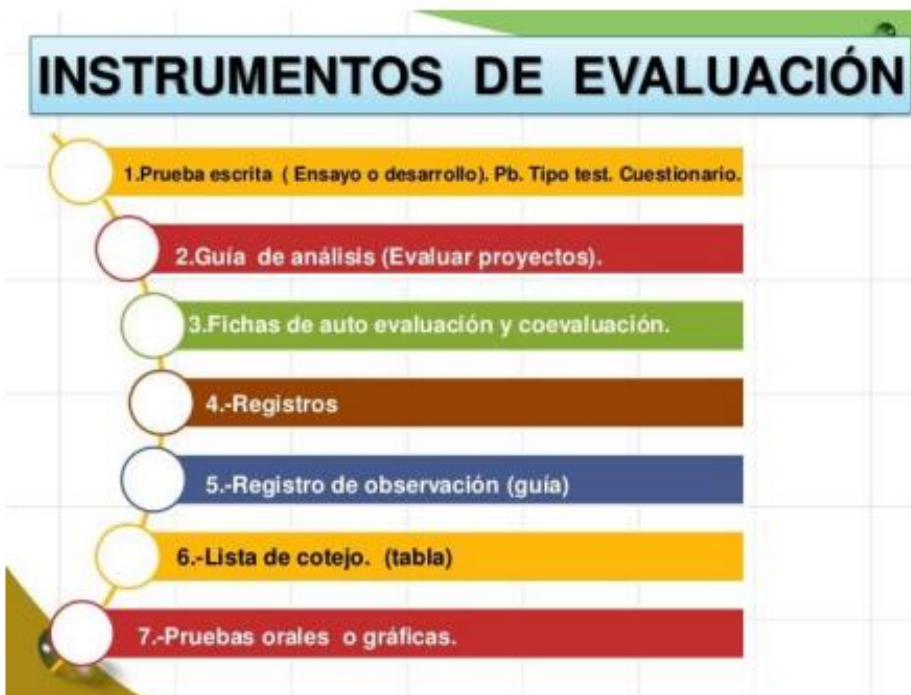 INSTRUMENTOS DE EVALUACIÓN
1.Prueba escrita ( Ensayo o desarrollo). Pb. Tipo test. Cuestionario.
2.Guía de análisis (Evaluar proyectos).
3.Fichas de auto evaluación y coevaluación.
4.-Registros
5.-Registro de observación (guía)
6.-Lista de cotejo. (tabla)
7.-Pruebas orales o gráficas.